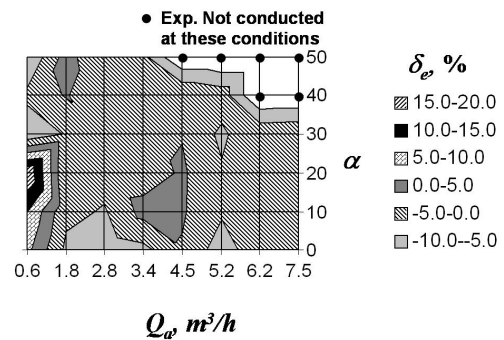 ● Exp. Not conducted
at these conditions
50
40
30
20
10
0
α
0.6 1.8 2.8 3.4 4.5 5.2 6.2 7.5
Qa, m³/h
δe, %
15.0-20.0
10.0-15.0
5.0-10.0
0.0-5.0
-5.0-0.0
-10.0--5.0